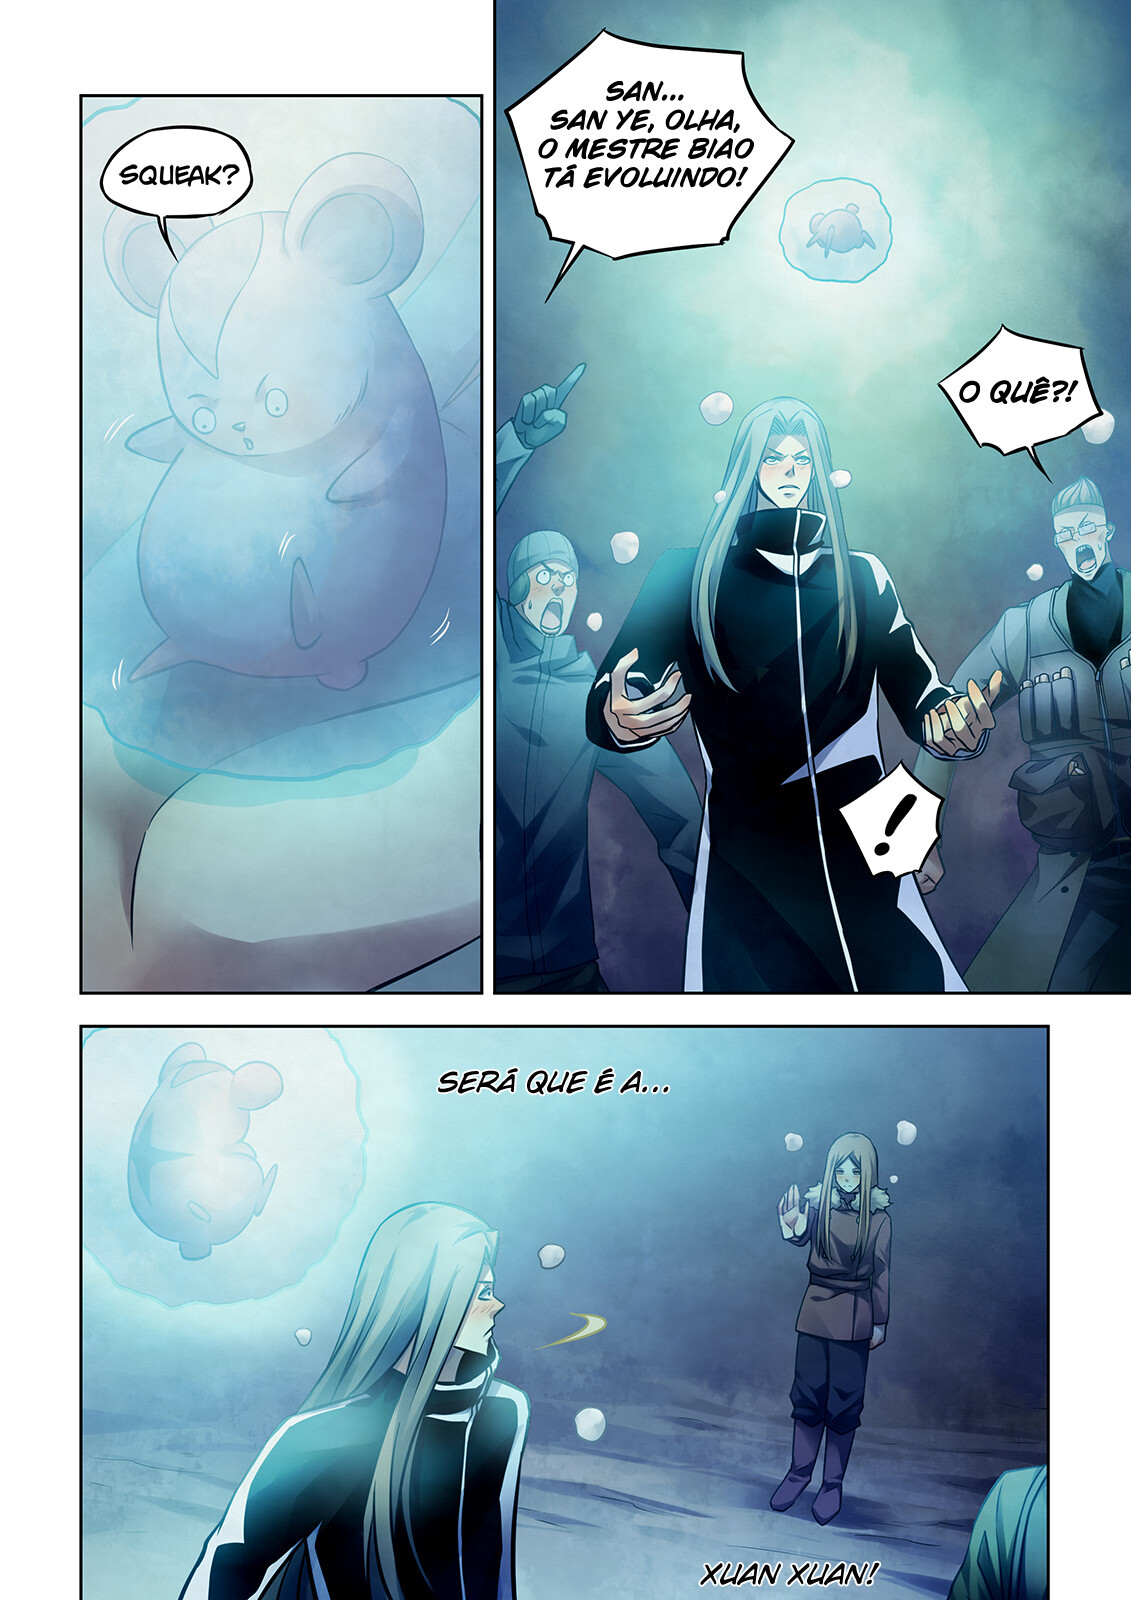 SQUEAK?
SAN...
SAN YE, OLHA,
O MESTRE BIAO
TÁ EVOLUINDO!
O QUÊ?!
!
SERÁ QUE É A...
XUAN XUAN!